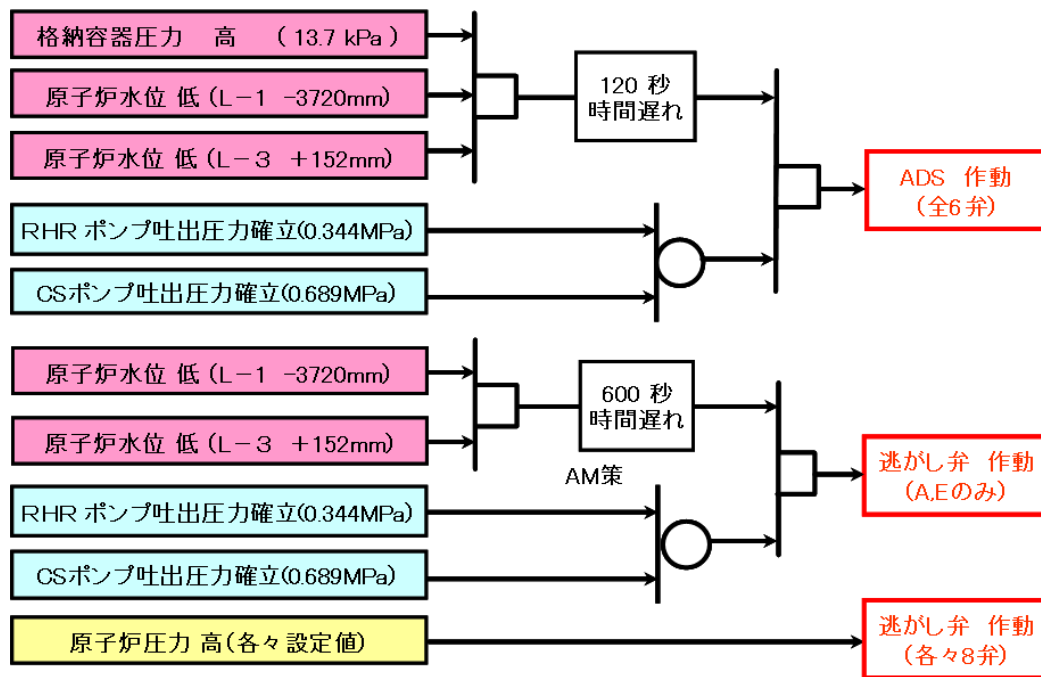 格納容器圧力 高 ( 13.7 kPa )
原子炉水位 低 (L-1 -3720mm)
原子炉水位 低 (L-3 +152mm)
120 秒
時間遅れ
ADS 作動
(全6弁)
RHR ポンプ吐出圧力確立(0.344MPa)
CSポンプ吐出圧力確立(0.689MPa)
原子炉水位 低 (L-1 -3720mm)
原子炉水位 低 (L-3 +152mm)
600 秒
時間遅れ
AM策
逃がし弁 作動
(A,Eのみ)
RHR ポンプ吐出圧力確立(0.344MPa)
CSポンプ吐出圧力確立(0.689MPa)
原子炉圧力 高(各々設定値)
逃がし弁 作動
(各々8弁)